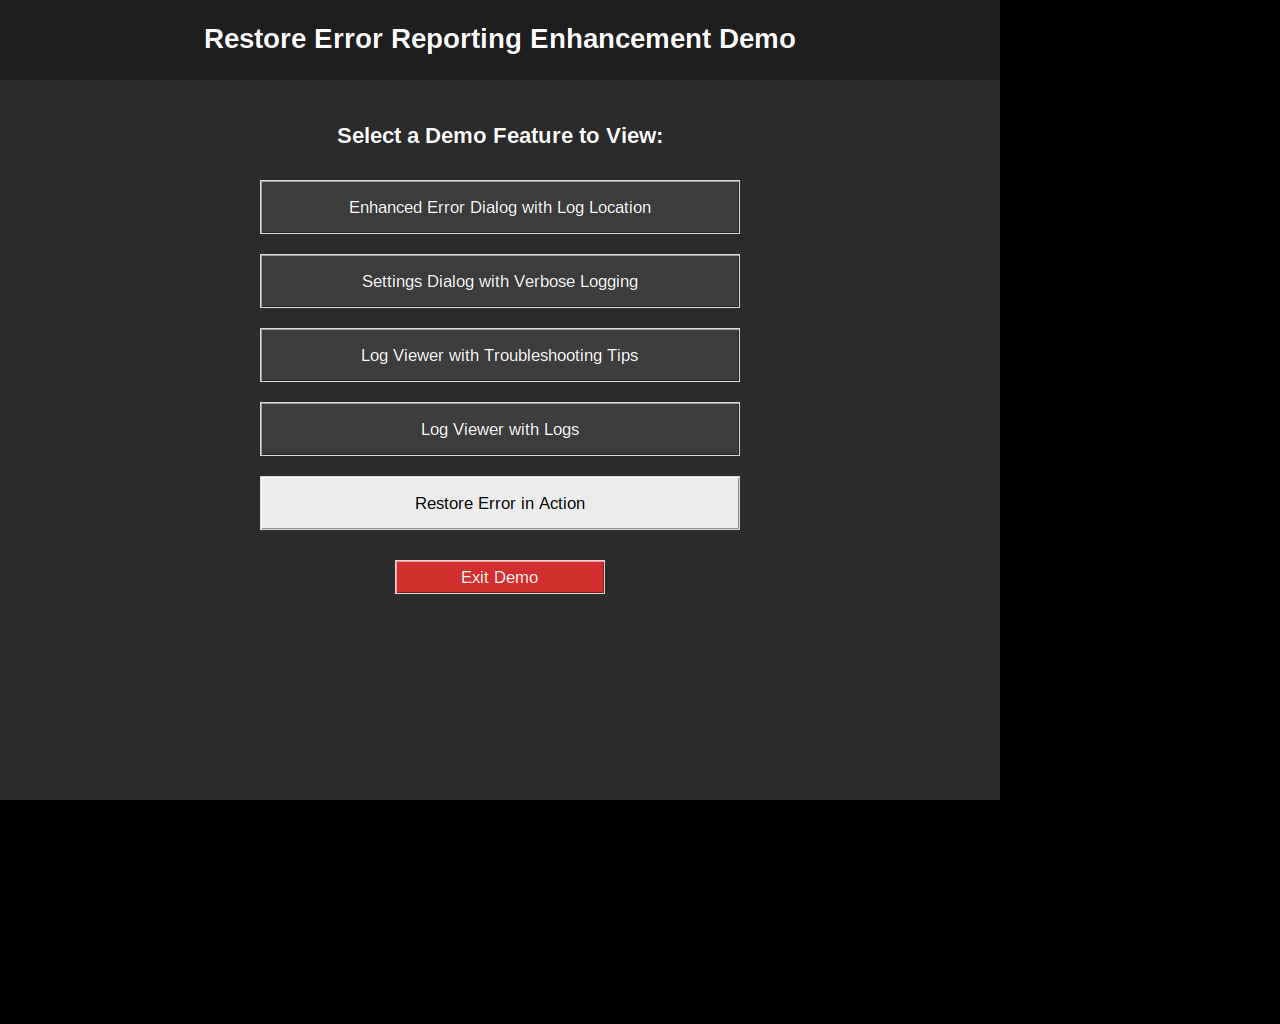 Restore Error Reporting Enhancement Demo
Select a Demo Feature to View:
Enhanced Error Dialog with Log Location
Settings Dialog with Verbose Logging
Log Viewer with Troubleshooting Tips
Log Viewer with Logs
Restore Error in Action
Exit Demo